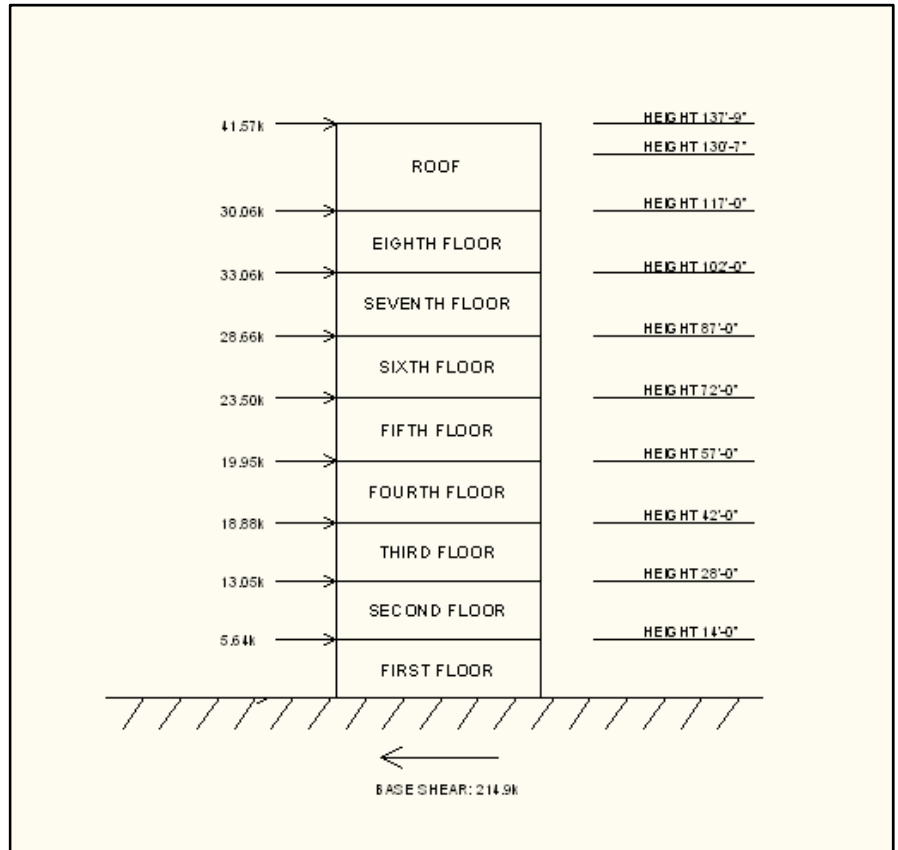 41.57k
HEIGHT 137'-9"
HEIGHT 130'-7"
ROOF
30.06k
HEIGHT 117'-0"
EIGHTH FLOOR
33.06k
HEIGHT 102'-0"
SEVENTH FLOOR
28.66k
HEIGHT 87'-0"
SIXTH FLOOR
23.50k
HEIGHT 72'-0"
FIFTH FLOOR
19.95k
HEIGHT 57'-0"
FOURTH FLOOR
18.88k
HEIGHT 42'-0"
THIRD FLOOR
13.05k
HEIGHT 28'-0"
SECOND FLOOR
5.64k
HEIGHT 14'-0"
FIRST FLOOR
BASE SHEAR: 214.9k